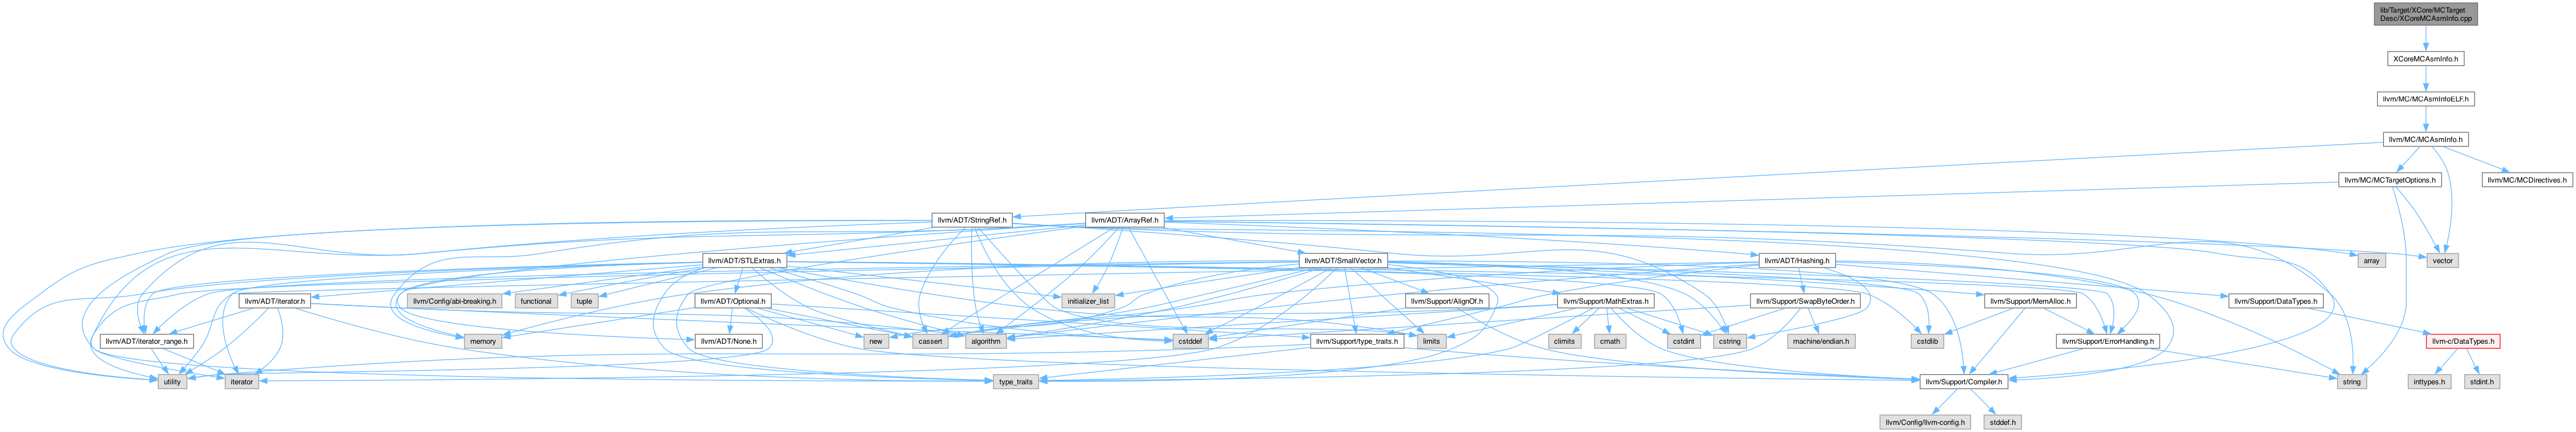 lib/Target/XCore/MCTarget
Desc/XCoreMCAsmInfo.cpp
XCoreMCAsmInfo.h
llvm/MC/MCAsmInfoELF.h
llvm/MC/MCAsmInfo.h
llvm/MC/MCTargetOptions.h
llvm/MC/MCDirectives.h
llvm/ADT/StringRef.h
llvm/ADT/ArrayRef.h
llvm/ADT/STLExtras.h
llvm/ADT/SmallVector.h
llvm/ADT/Hashing.h
array
vector
llvm/ADT/iterator.h
llvm/Config/abi-breaking.h
functional
tuple
llvm/ADT/Optional.h
initializer_list
llvm/Support/AlignOf.h
llvm/Support/MathExtras.h
llvm/Support/SwapByteOrder.h
llvm/Support/MemAlloc.h
llvm/Support/DataTypes.h
llvm/ADT/iterator_range.h
memory
llvm/ADT/None.h
new
cassert
algorithm
cstddef
llvm/Support/type_traits.h
limits
climits
cmath
cstdint
cstring
machine/endian.h
cstdlib
llvm/Support/ErrorHandling.h
llvm-c/DataTypes.h
utility
iterator
type_traits
llvm/Support/Compiler.h
string
inttypes.h
stdint.h
llvm/Config/llvm-config.h
stddef.h